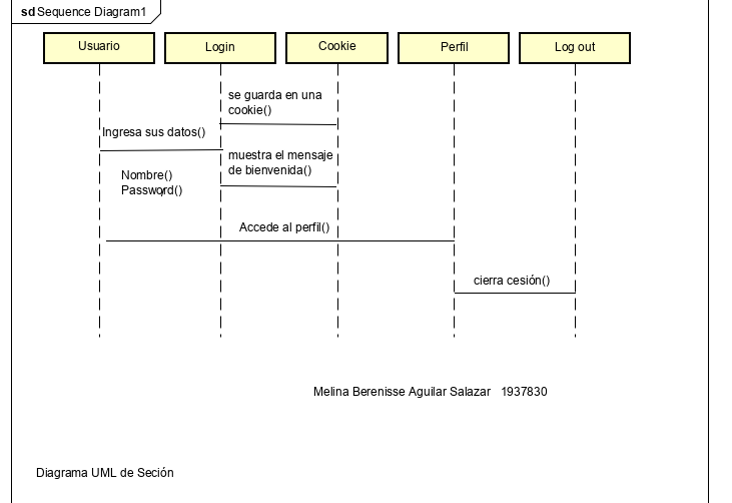 sd Sequence Diagram1
Usuario
Login
Cookie
Perfil
Log out
se guarda en una
cookie()
Ingresa sus datos()
muestra el mensaje
de bienvenida()
Nombre()
Password()
Accede al perfil()
cierra cesión()
Melina Berenisse Aguilar Salazar 1937830
Diagrama UML de Seción